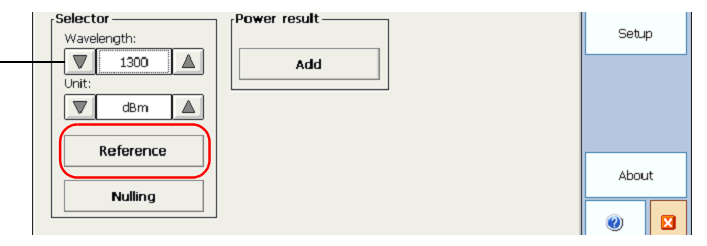 Selector
Wavelength:
1300
Unit:
dBm
Reference
Nulling
Power result
Add
Setup
About
?